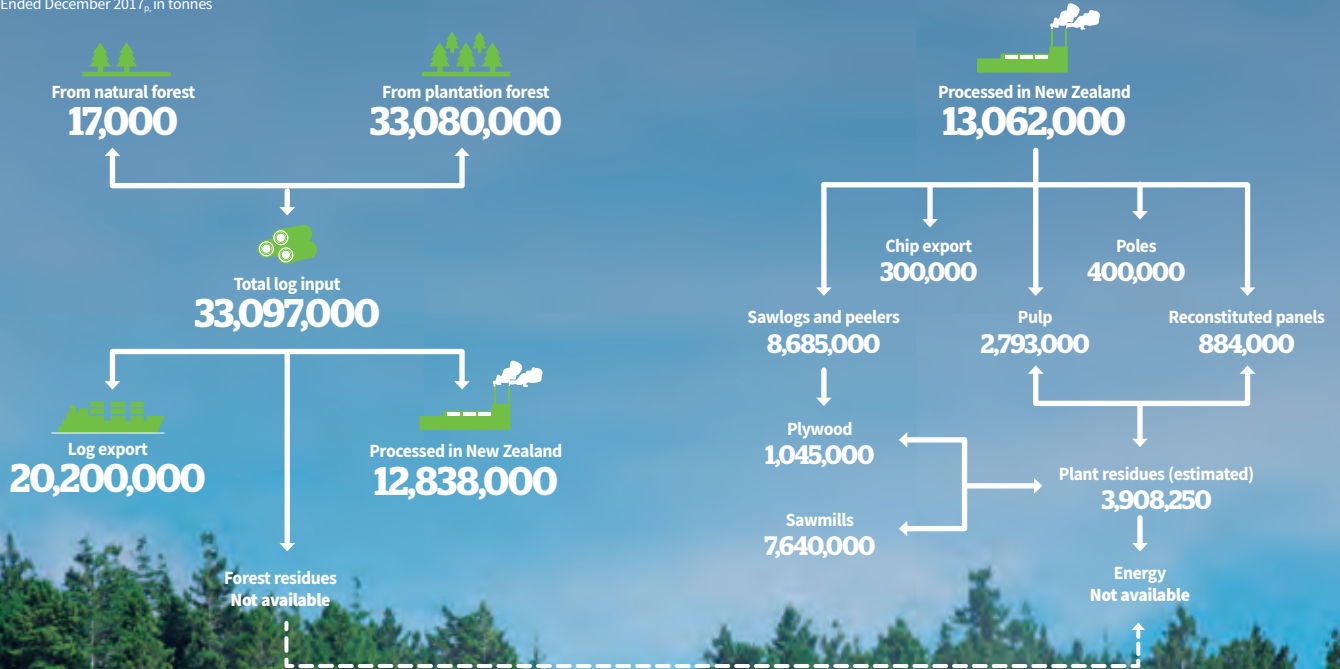 Ended December 2017p, in tonnes
From natural forest
17,000
From plantation forest
33,080,000
Total log input
33,097,000
Log export
20,200,000
Processed in New Zealand
12,838,000
Forest residues
Not available
Processed in New Zealand
13,062,000
Chip export
300,000
Poles
400,000
Sawlogs and peelers
8,685,000
Pulp
2,793,000
Reconstituted panels
884,000
Plywood
1,045,000
Plant residues (estimated)
3,908,250
Sawmills
7,640,000
Energy
Not available